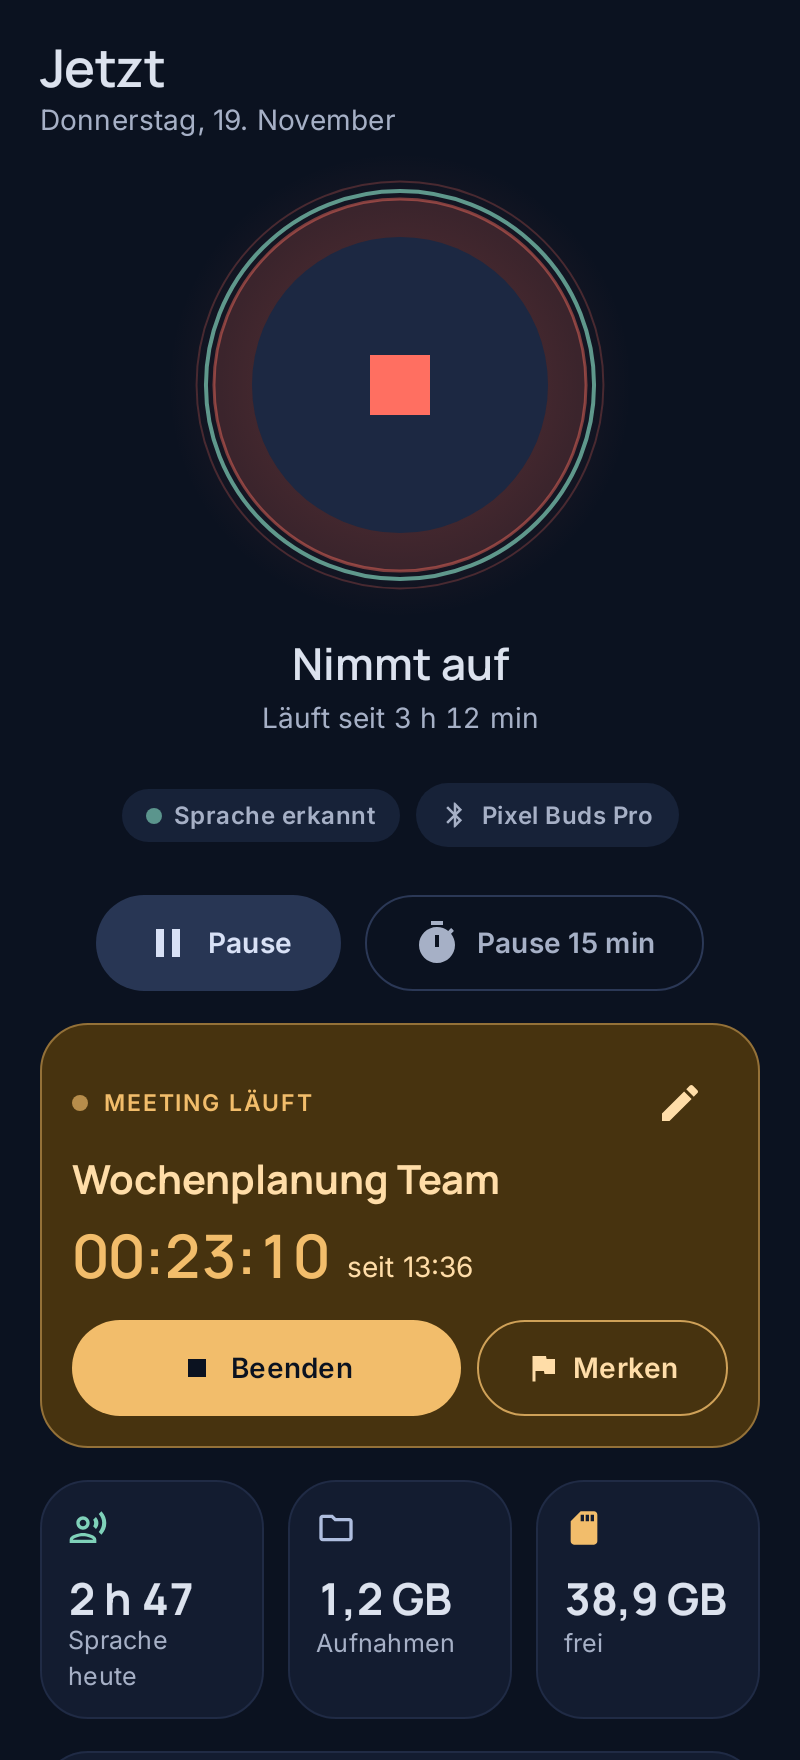 Jetzt
Donnerstag, 19. November
Nimmt auf
Läuft seit 3 h 12 min
Sprache erkannt
Pixel Buds Pro
Pause
Pause 15 min
MEETING LÄUFT
Wochenplanung Team
00:23:10 seit 13:36
Beenden
Merken
2 h 47
Sprache
heute
1,2 GB
Aufnahmen
38,9 GB
frei